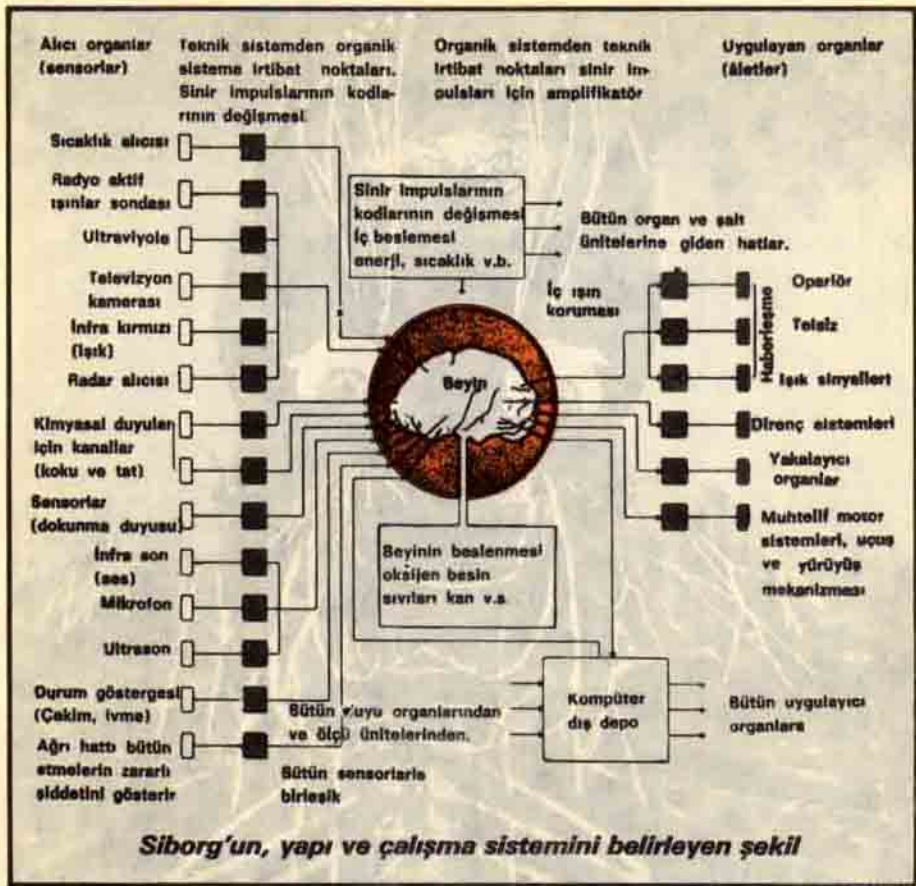 Alıcı organlar
(sensorlar)
Teknik sistemden organik
sisteme irtibat noktaları.
Sinir impulslarının kodla-
rının değişmesi.
Organik sistemden teknik
irtibat noktaları sinir im-
pulsları için amplifikatör
Uygulayan organlar
(âletler)
Sıcaklık alıcısı
Radyo aktif
ışınlar sondası
Ultraviyole
Televizyon
kamerası
İnfra kırmızı
(ışık)
Radar alıcısı
Kimyasal duyular
için kanallar
(koku ve tat)
Sensorlar
(dokunma duyusu)
İnfra son
(ses)
Mikrofon
Ultrason
Durum göstergesi
(Çekim, ivme)
Ağrı hattı bütün
etmelerin zararlı
şiddetini gösterir
Sinir impulslarının
kodlarının değişmesi
iç beslemesi
enerji, sıcaklık v.b.
Bütün organ ve şalt
ünitelerine giden hatlar.
İç ışın
koruması
Beyin
Beyinin beslenmesi
oksijen besin
sıvıları kan v.s.
Bütün duyu organlarından
ve ölçü ünitelerinden.
Bütün sensorlarla
birleşik
Kompüter
dış depo
Bütün uygulayıcı
organlara
Oparlör
Telsiz
Işık sinyalleri
Haberleşme
Direnç sistemleri
Yakalayıcı
organlar
Muhtelif motor
sistemleri, uçuş
ve yürüyüş
mekanizması
Siborg'un, yapı ve çalışma sistemini belirleyen şekil